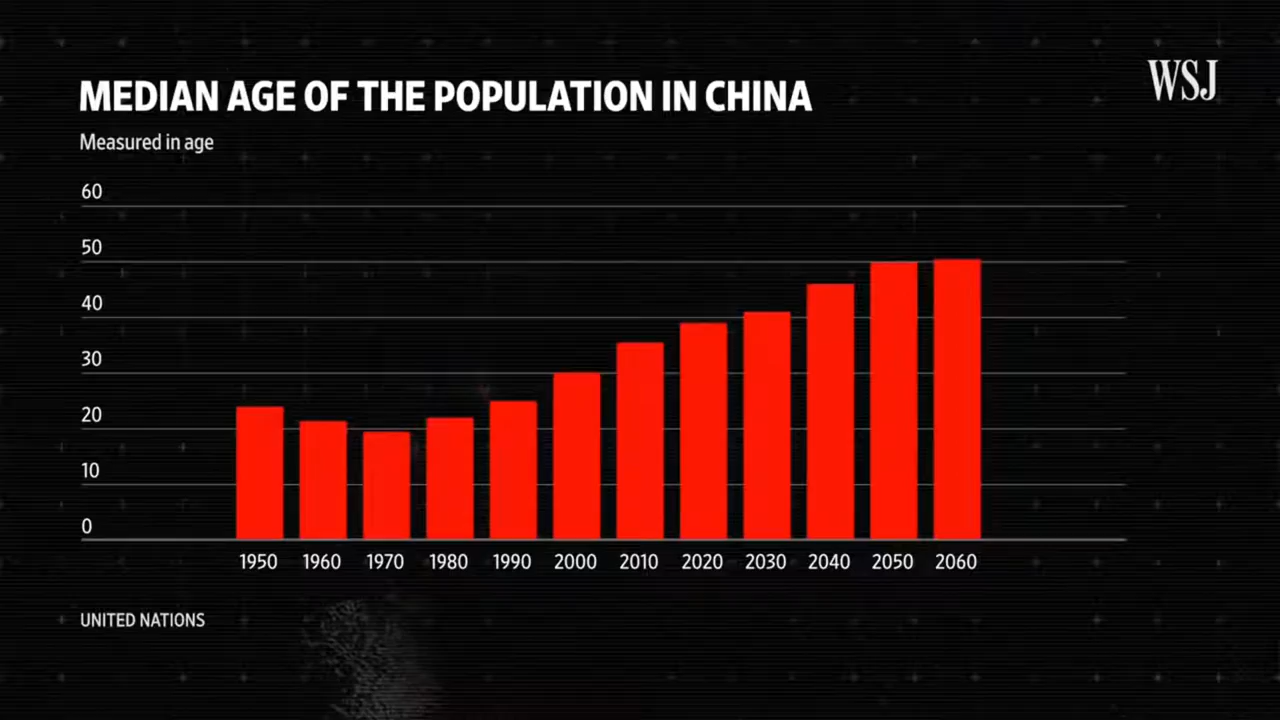 MEDIAN AGE OF THE POPULATION IN CHINA
WSJ
Measured in age
60
50
40
30
20
10
0
1950 1960 1970 1980 1990 2000 2010 2020 2030 2040 2050 2060
UNITED NATIONS